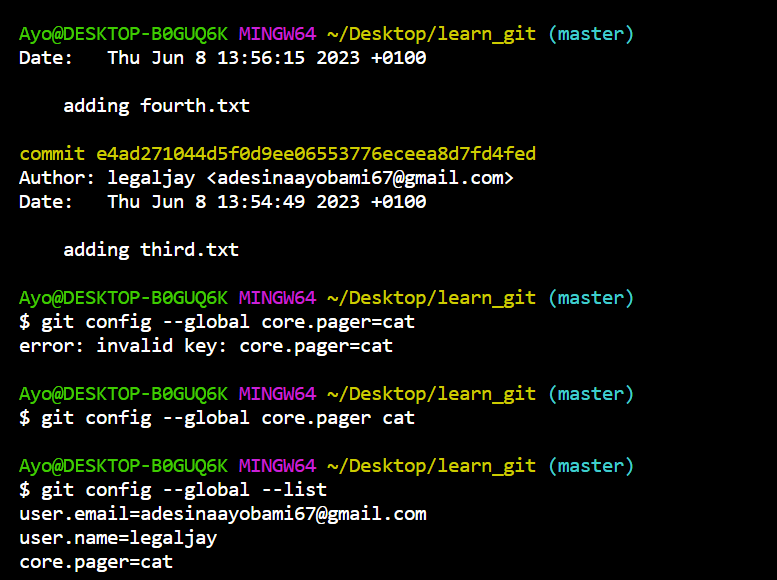 Ayo@DESKTOP-B0GUQ6K MINGW64 ~/Desktop/learn_git (master)
Date:   Thu Jun 8 13:56:15 2023 +0100
    adding fourth.txt
commit e4ad271044d5f0d9ee06553776eceea8d7fd4fed
Author: legaljay <adesinaayobami67@gmail.com>
Date:   Thu Jun 8 13:54:49 2023 +0100
    adding third.txt
Ayo@DESKTOP-B0GUQ6K MINGW64 ~/Desktop/learn_git (master)
$ git config --global core.pager=cat
error: invalid key: core.pager=cat
Ayo@DESKTOP-B0GUQ6K MINGW64 ~/Desktop/learn_git (master)
$ git config --global core.pager cat
Ayo@DESKTOP-B0GUQ6K MINGW64 ~/Desktop/learn_git (master)
$ git config --global --list
user.email=adesinaayobami67@gmail.com
user.name=legaljay
core.pager=cat